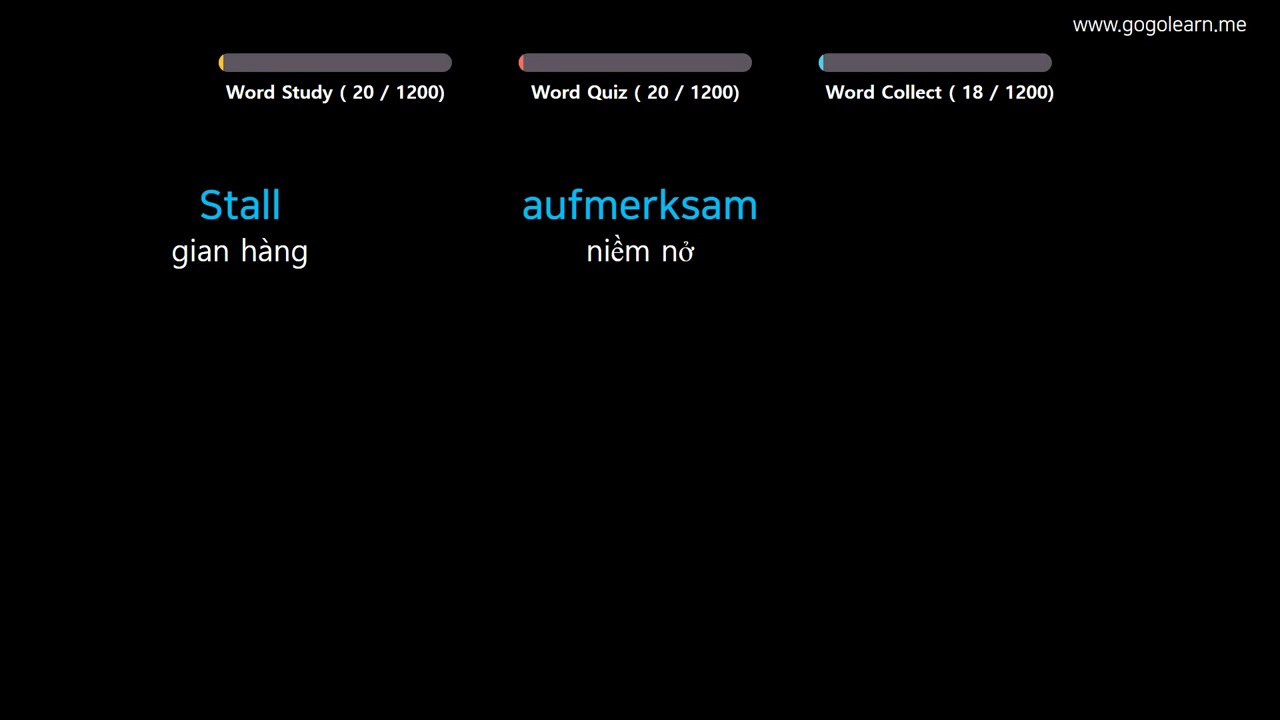 www.gogolearn.me
Word Study ( 20 / 1200)
Word Quiz ( 20 / 1200)
Word Collect ( 18 / 1200)
Stall
gian hàng
aufmerksam
niềm nở